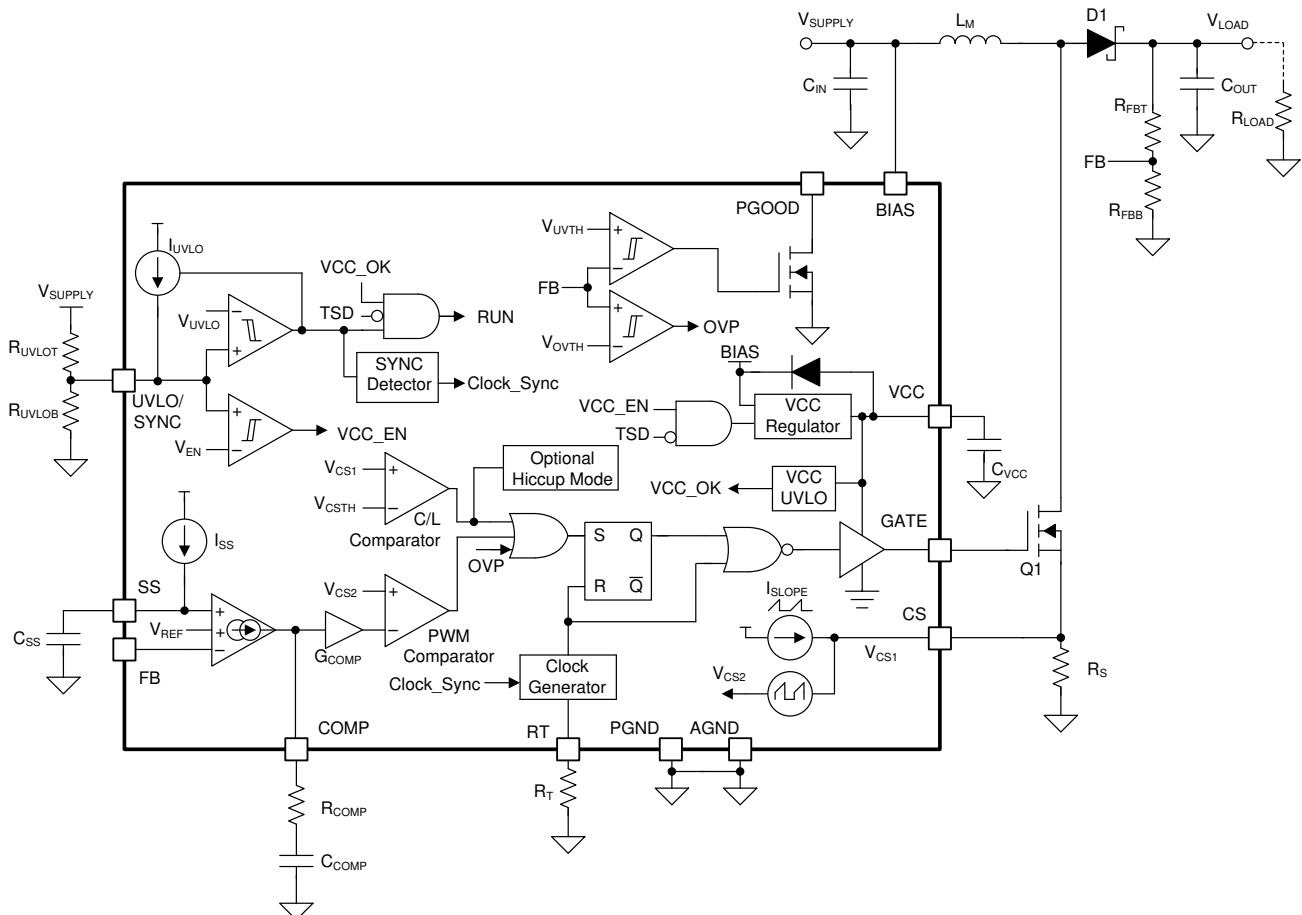 VSUPPLY
LM
D1
VLOAD
CIN
COUT
RFBT
RLOAD
FB
RFBB
PGOOD
BIAS
IUVLO
VUVTH
+
−
VCC_OK
FB
VSUPPLY
TSD
RUN
VUVLO
−
+
+
−
OVP
VOVTH
RUVLOT
SYNC
Detector
Clock_Sync
BIAS
UVLO/
SYNC
RUVLOB
+
−
VEN
VCC_EN
VCC_EN
TSD
VCC
Regulator
VCC
CVCC
VCS1
+
VCSTH
−
C/L
Comparator
Optional
Hiccup Mode
VCC_OK
VCC
UVLO
ISS
OVP
S
Q
R
Q
GATE
Q1
SS
CSS
VREF
+
+
−
FB
GCOMP
VCS2
+
−
PWM
Comparator
ISLOPE
CS
VCS1
VCS2
RS
Clock_Sync
Clock
Generator
COMP
RT
PGND
AGND
RCOMP
RT
CCOMP